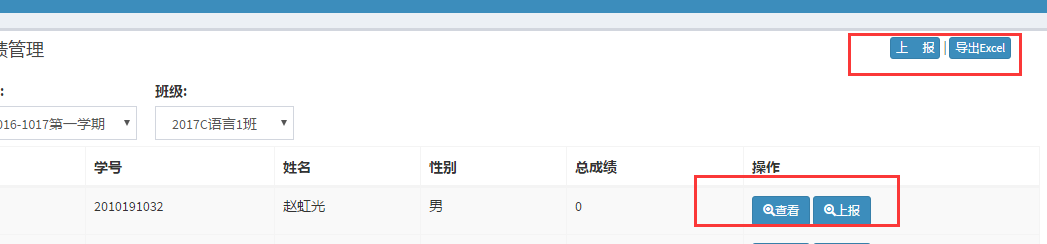 绩管理
上 报 | 导出Excel
: 班级:
016-1017第一学期 2017C语言1班
学号 姓名 性别 总成绩 操作
2010191032 赵虹光 男 0 查看 上报